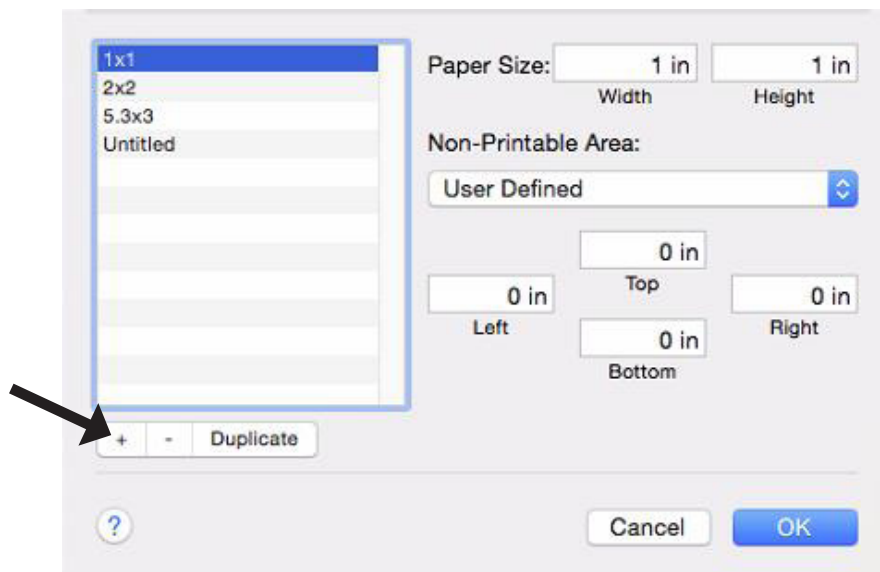 1x1
2x2
5.3x3
Untitled
+ - Duplicate
Paper Size: 1 in 1 in
Width Height
Non-Printable Area:
User Defined
0 in
Top
0 in 0 in
Left Right
0 in
Bottom
? Cancel OK